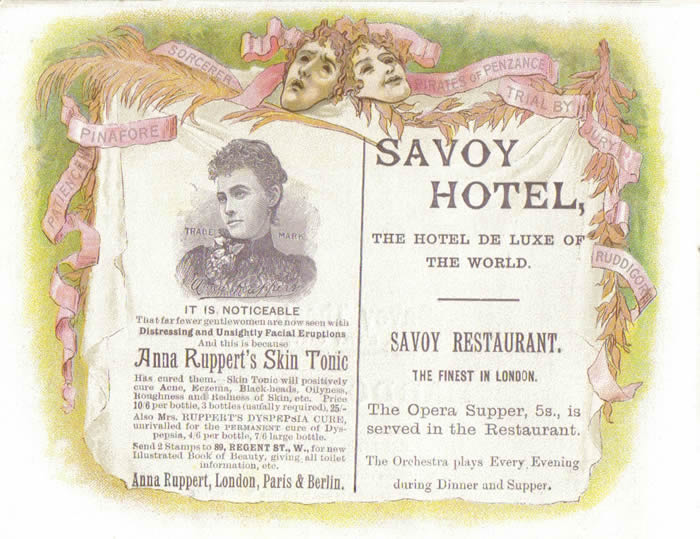 SORCERER
PIRATES OF PENZANCE
TRIAL BY
JURY
PINAFORE
PATIENCE
RUDDIGORE
TRADE MARK
Anna Ruppert
IT IS NOTICEABLE
That far fewer gentlewomen are now seen with
Distressing and Unsightly Facial Eruptions
And this is because
Anna Ruppert's Skin Tonic
Has cured them. Skin Tonic will positively
cure Acne, Eczema, Black-heads, Oilyness,
Roughness and Redness of Skin, etc. Price
10/6 per bottle, 3 bottles (usually required), 25/-
Also Mrs. RUPPERT'S DYSPEPSIA CURE,
unrivalled for the PERMANENT cure of Dys-
pepsia, 4/6 per bottle, 7/6 large bottle.
Send 2 Stamps to 89, REGENT ST., W., for new
Illustrated Book of Beauty, giving all toilet
information, etc.
Anna Ruppert, London, Paris & Berlin.
SAVOY
HOTEL,
THE HOTEL DE LUXE OF
THE WORLD.
SAVOY RESTAURANT.
THE FINEST IN LONDON.
The Opera Supper, 5s., is
served in the Restaurant.
The Orchestra plays Every Evening
during Dinner and Supper.